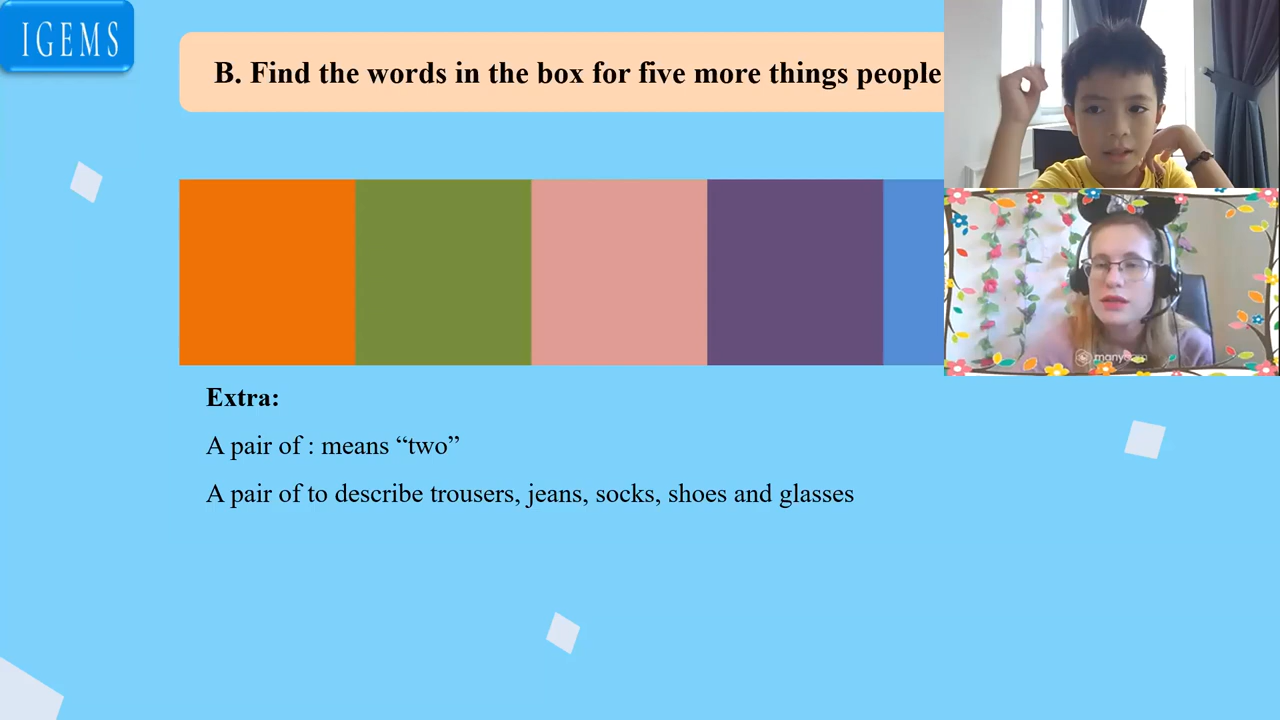 IGEMS
B. Find the words in the box for five more things people
Extra:
A pair of : means “two”
A pair of to describe trousers, jeans, socks, shoes and glasses